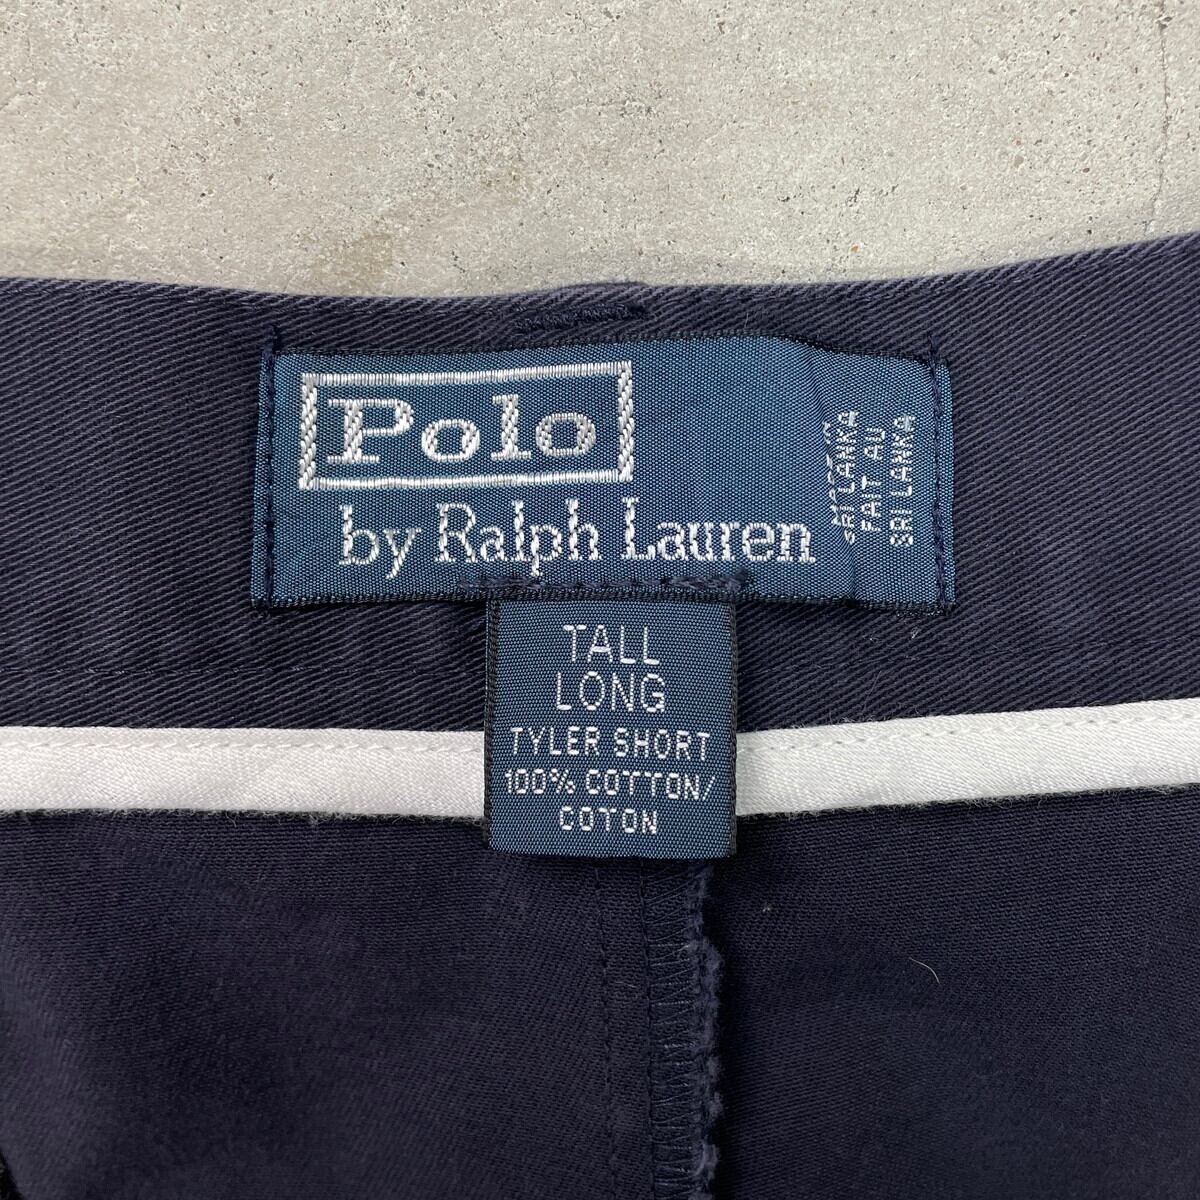 Polo
by Ralph Lauren
SRI LANKA
FAIT AU
SRI LANKA
TALL
LONG
TYLER SHORT
100% COTTON/
COTON